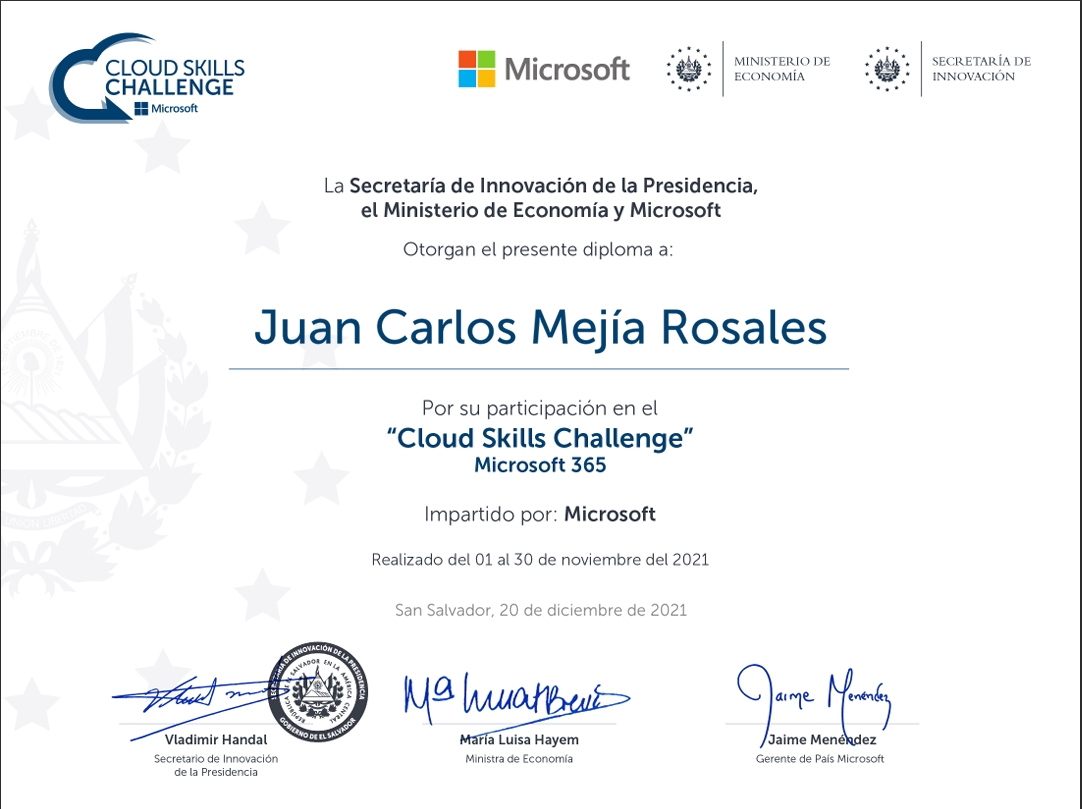 CLOUD SKILLS
CHALLENGE
Microsoft
Microsoft
MINISTERIO DE
ECONOMÍA
SECRETARÍA DE
INNOVACIÓN
La Secretaría de Innovación de la Presidencia,
el Ministerio de Economía y Microsoft
Otorgan el presente diploma a:
Juan Carlos Mejía Rosales
Por su participación en el
“Cloud Skills Challenge”
Microsoft 365
Impartido por: Microsoft
Realizado del 01 al 30 de noviembre del 2021
San Salvador, 20 de diciembre de 2021
SECRETARÍA DE INNOVACIÓN DE LA PRESIDENCIA
REPÚBLICA DE EL SALVADOR EN LA AMÉRICA CENTRAL
GOBIERNO DE EL SALVADOR
Jaime Menéndez
Vladimir Handal
Secretario de Innovación
de la Presidencia
María Luisa Hayem
Ministra de Economía
Jaime Menéndez
Gerente de País Microsoft